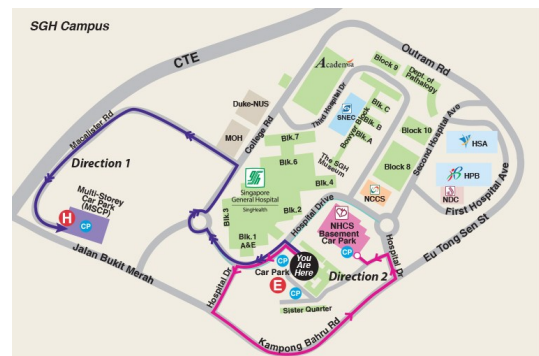 SGH Campus
CTE
Outram Rd
Macalister Rd
Direction 1
Multi-Storey
Car Park
(MSCP)
H
CP
Jalan Bukit Merah
Duke-NUS
MOH
College Rd
Academia
Third Hospital Dr
Block 9
Dept. of
Pathology
SNEC
Bowyer Block
Blk. C
Blk. B
Blk. A
The SGH
Museum
Block 10
Block 8
Second Hospital Ave
HSA
HPB
NDC
First Hospital Ave
NCCS
Blk. 7
Blk. 6
Blk. 4
Singapore
General Hospital
SingHealth
Blk. 3
Blk. 2
Blk. 1
A&E
Hospital Drive
NHCS
Basement
Car Park
CP
Hospital Dr
Eu Tong Sen St
You
Are
Here
CP
Car Park
E
CP
Direction 2
Hospital Dr
Sister Quarter
Kampong Bahru Rd